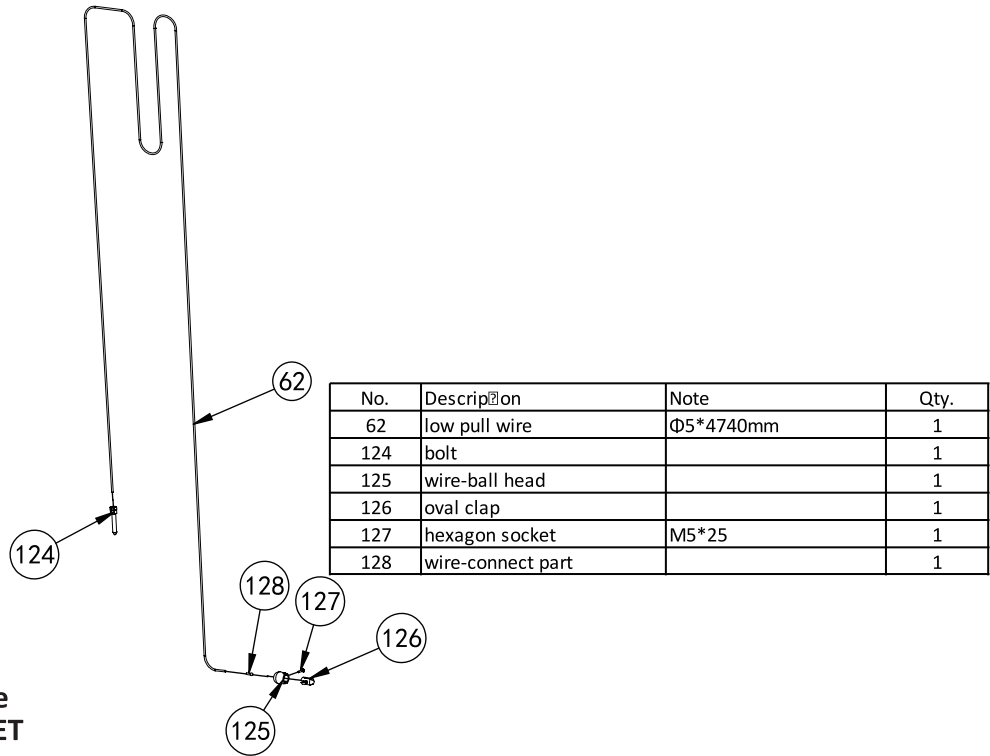 62
No. Description Note Qty.
62 low pull wire Φ5*4740mm 1
124 bolt 1
125 wire-ball head 1
126 oval clap 1
127 hexagon socket M5*25 1
128 wire-connect part 1
124
128
127
126
125
e
ET